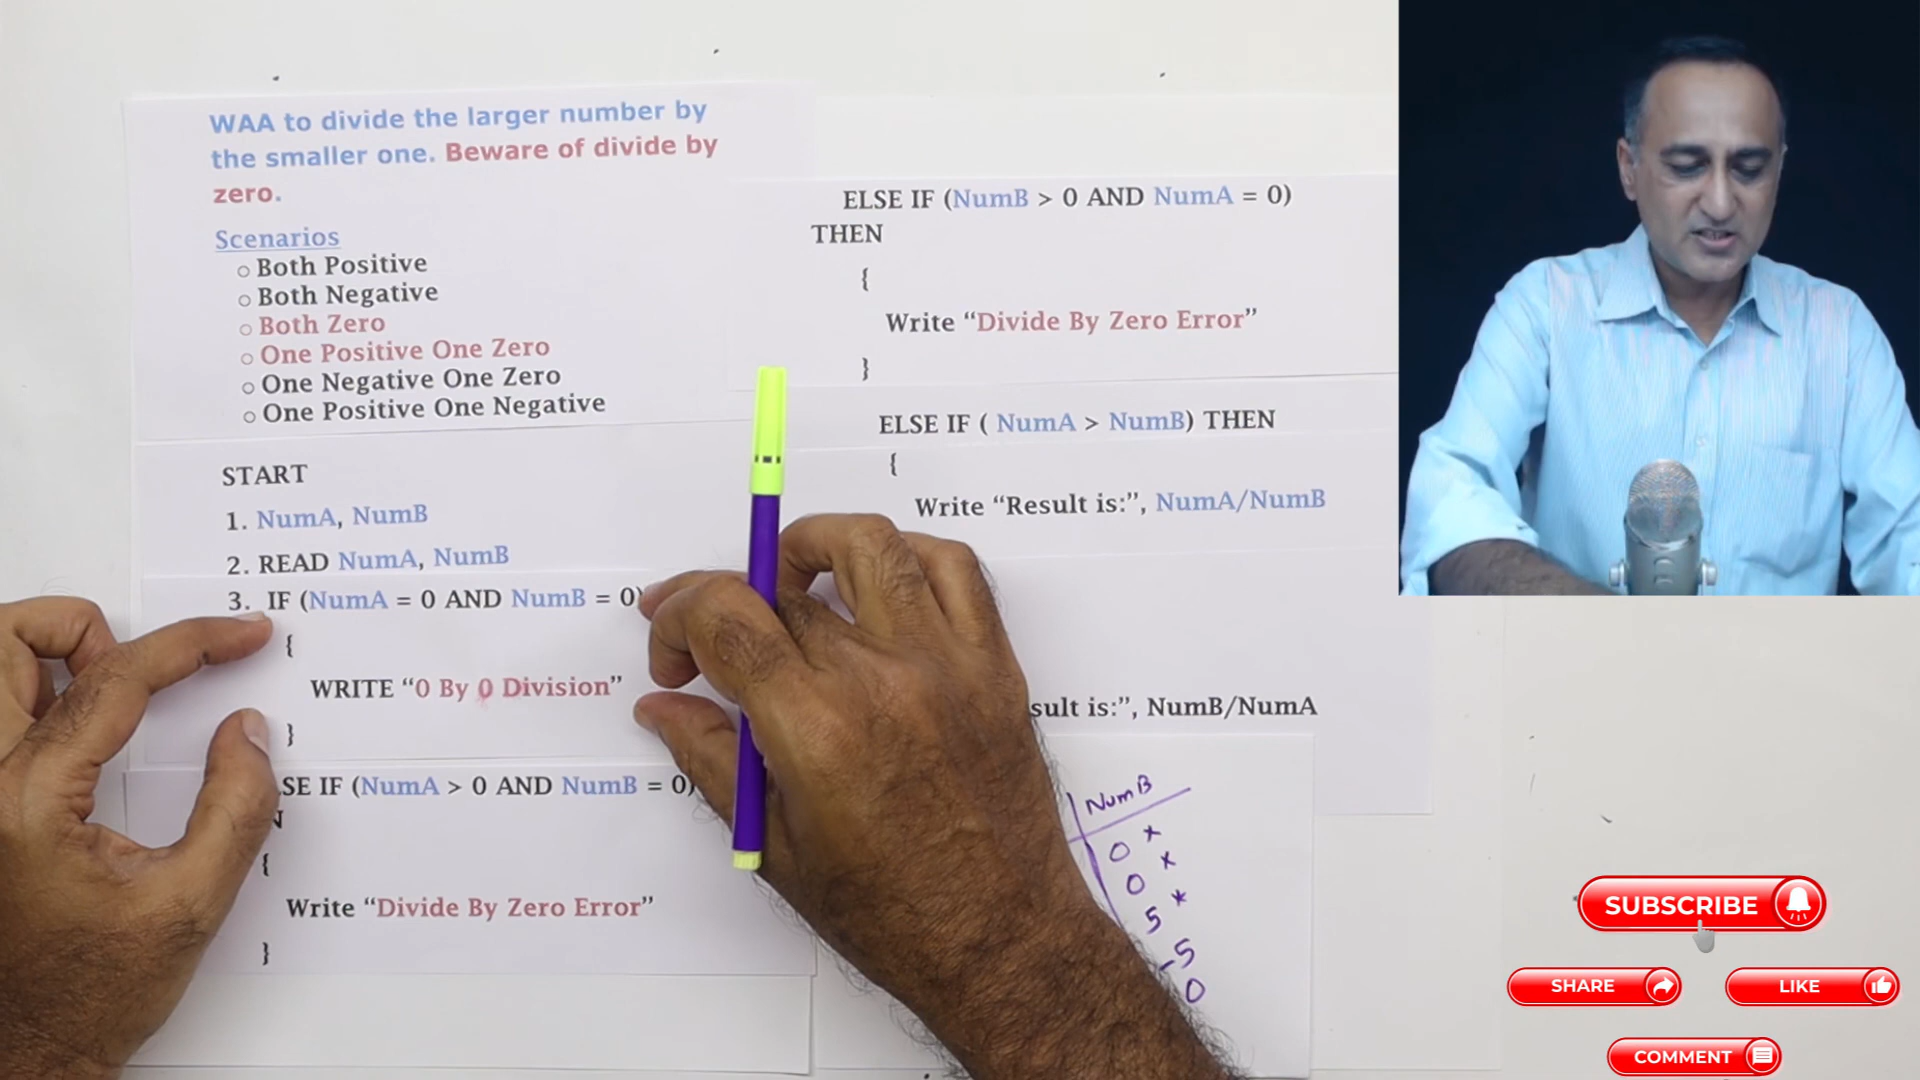 WAA to divide the larger number by
the smaller one. Beware of divide by
zero.
Scenarios
Both Positive
Both Negative
Both Zero
One Positive One Zero
One Negative One Zero
One Positive One Negative
START
1. NumA, NumB
2. READ NumA, NumB
3. IF (NumA = 0 AND NumB = 0)
{
WRITE “0 By 0 Division”
}
SE IF (NumA > 0 AND NumB = 0)
N
{
Write “Divide By Zero Error”
}
ELSE IF (NumB > 0 AND NumA = 0)
THEN
{
Write “Divide By Zero Error”
}
ELSE IF ( NumA > NumB) THEN
{
Write “Result is:”, NumA/NumB
sult is:”, NumB/NumA
NumB
0 x
0 x
5 *
-5
0
SUBSCRIBE
SHARE
LIKE
COMMENT